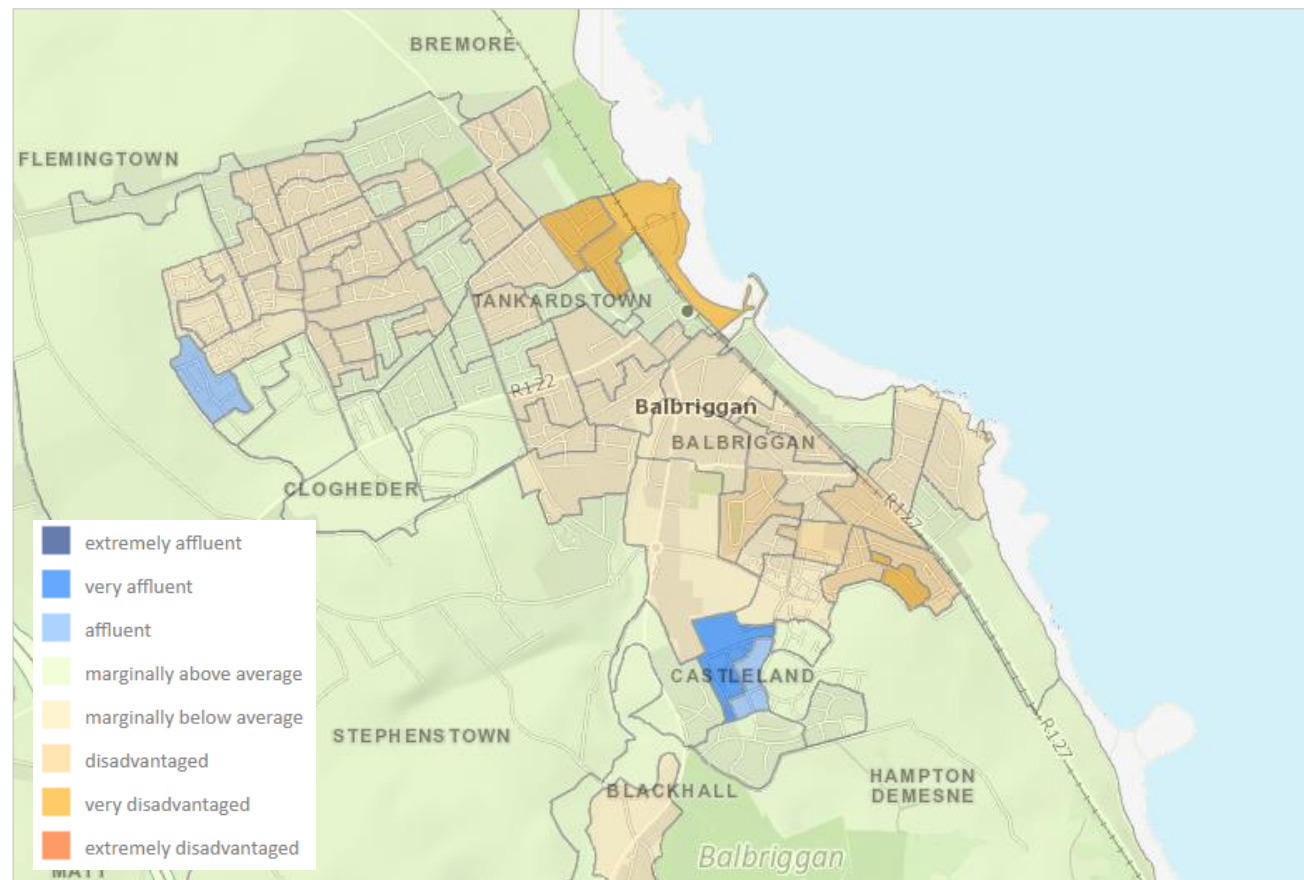 BREMORE
FLEMINGTOWN
TANKARDSTOWN
R122
Balbriggan
BALBRIGGAN
CLOGHEDER
R127
extremely affluent
very affluent
affluent
marginally above average
marginally below average
disadvantaged
very disadvantaged
extremely disadvantaged
CASTLELAND
STEPHENSTOWN
R127
BLACKHALL
HAMPTON
DEMESNE
Balbriggan
MATT